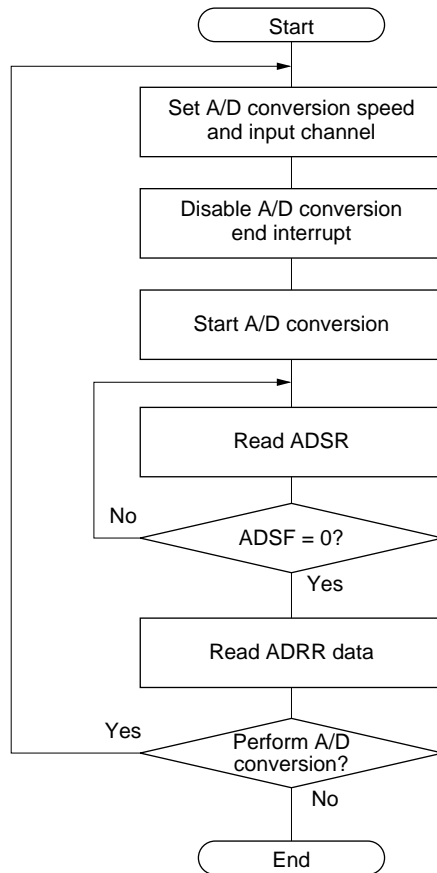 Start
Set A/D conversion speed
and input channel
Disable A/D conversion
end interrupt
Start A/D conversion
Read ADSR
No
ADSF = 0?
Yes
Read ADRR data
Yes
Perform A/D
conversion?
No
End